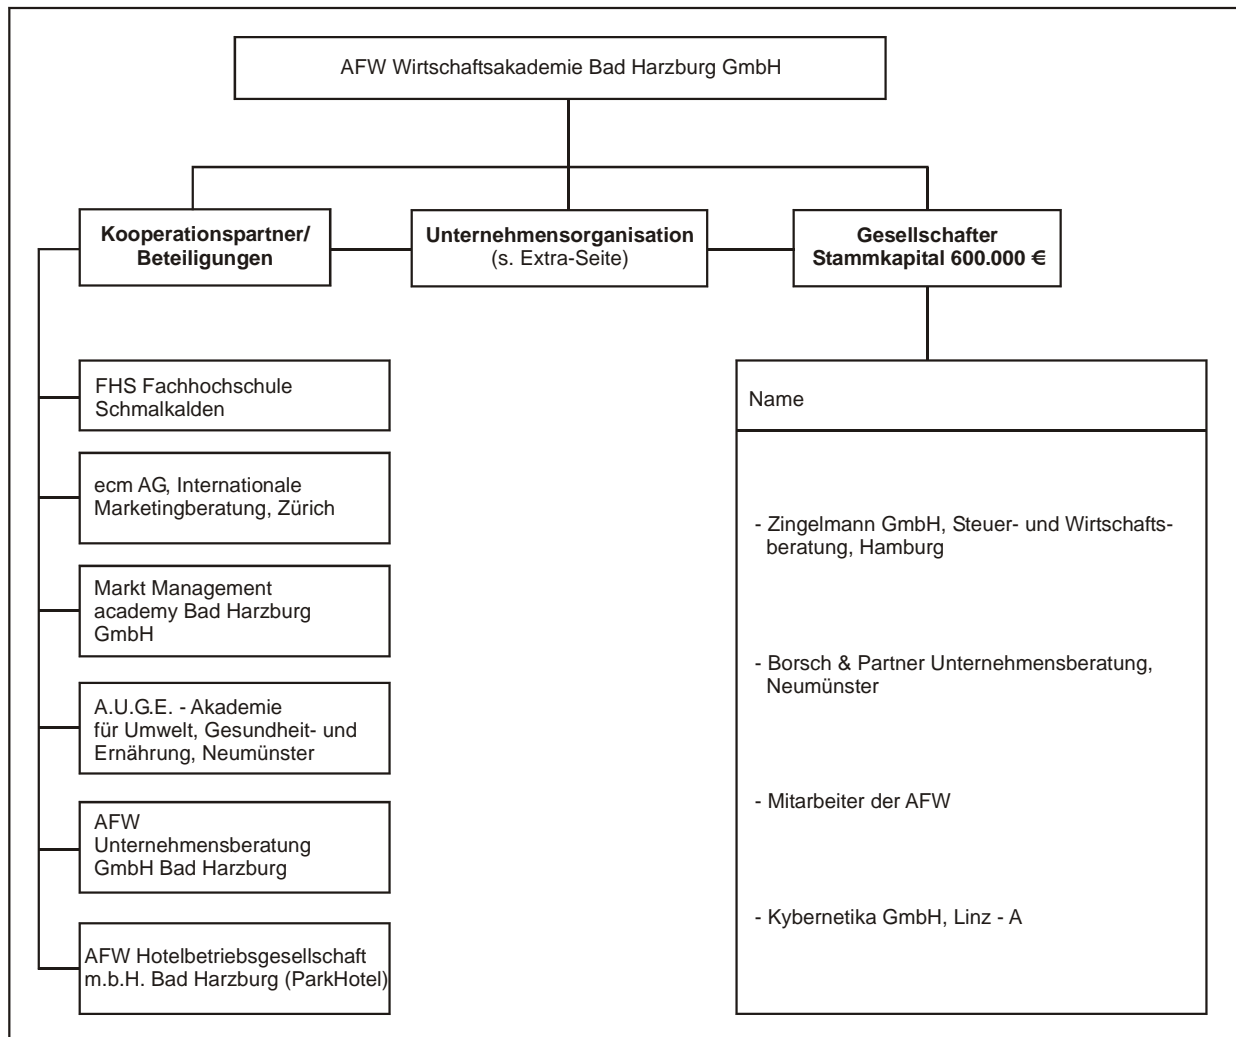 AFW Wirtschaftsakademie Bad Harzburg GmbH
Kooperationspartner/
Beteiligungen
Unternehmensorganisation
(s. Extra-Seite)
Gesellschafter
Stammkapital 600.000 €
FHS Fachhochschule
Schmalkalden
ecm AG, Internationale
Marketingberatung, Zürich
Markt Management
academy Bad Harzburg
GmbH
A.U.G.E. - Akademie
für Umwelt, Gesundheit- und
Ernährung, Neumünster
AFW
Unternehmensberatung
GmbH Bad Harzburg
AFW Hotelbetriebsgesellschaft
m.b.H. Bad Harzburg (ParkHotel)
Name
- Zingelmann GmbH, Steuer- und Wirtschafts-
beratung, Hamburg
- Borsch & Partner Unternehmensberatung,
Neumünster
- Mitarbeiter der AFW
- Kybernetika GmbH, Linz - A